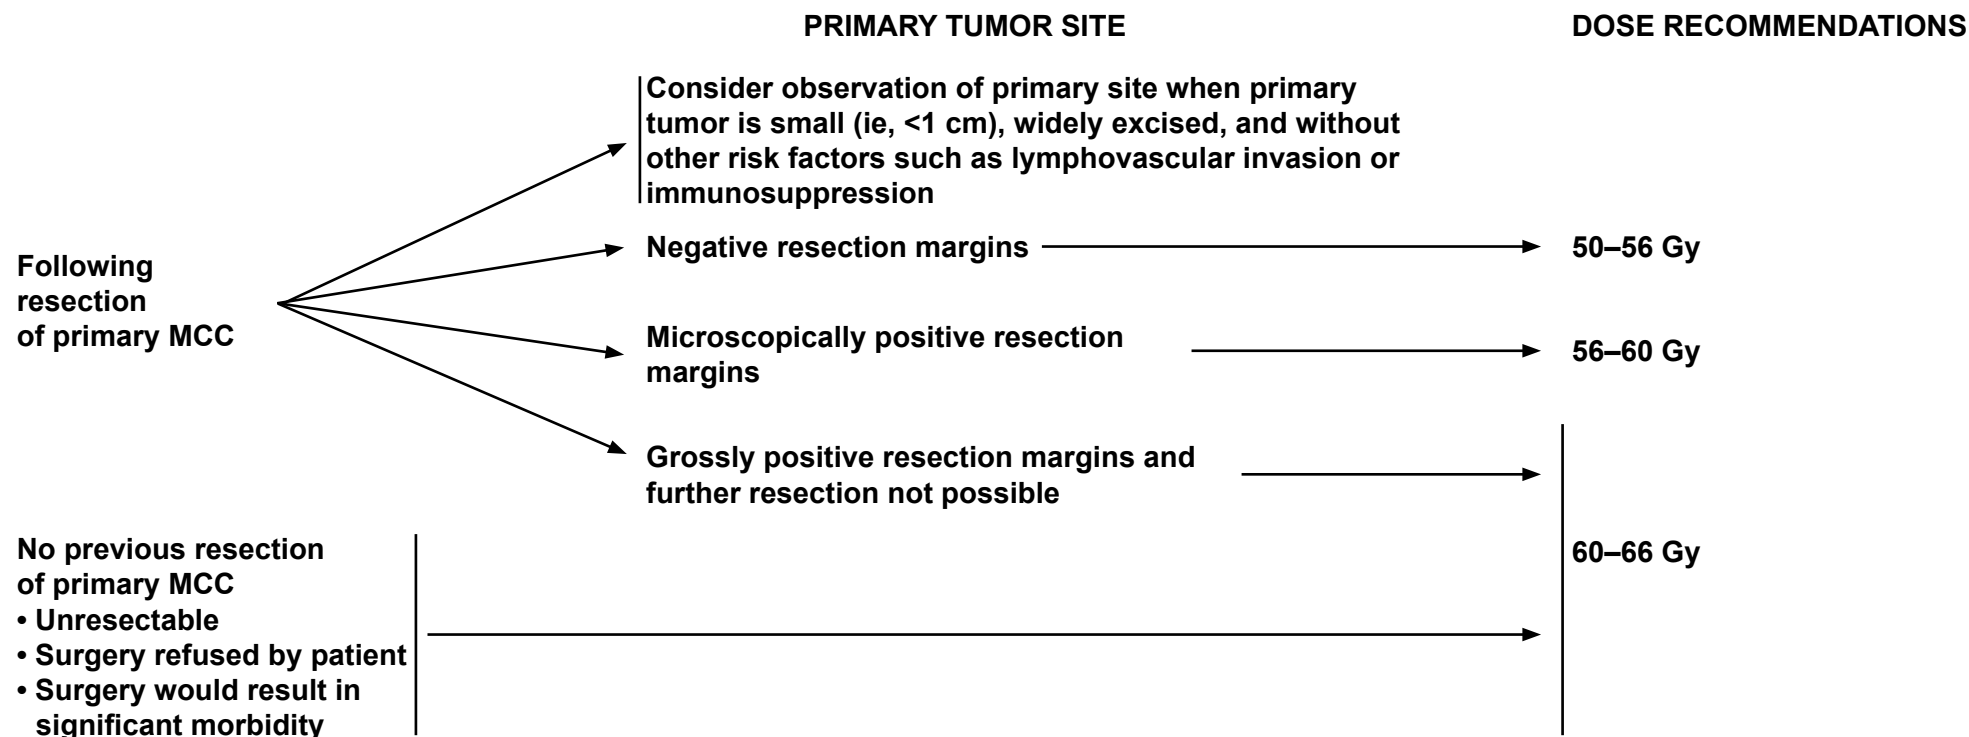 PRIMARY TUMOR SITE
DOSE RECOMMENDATIONS
Following
resection
of primary MCC
Consider observation of primary site when primary
tumor is small (ie, <1 cm), widely excised, and without
other risk factors such as lymphovascular invasion or
immunosuppression
Negative resection margins
50–56 Gy
Microscopically positive resection
margins
56–60 Gy
Grossly positive resection margins and
further resection not possible
No previous resection
of primary MCC
• Unresectable
• Surgery refused by patient
• Surgery would result in
significant morbidity
60–66 Gy